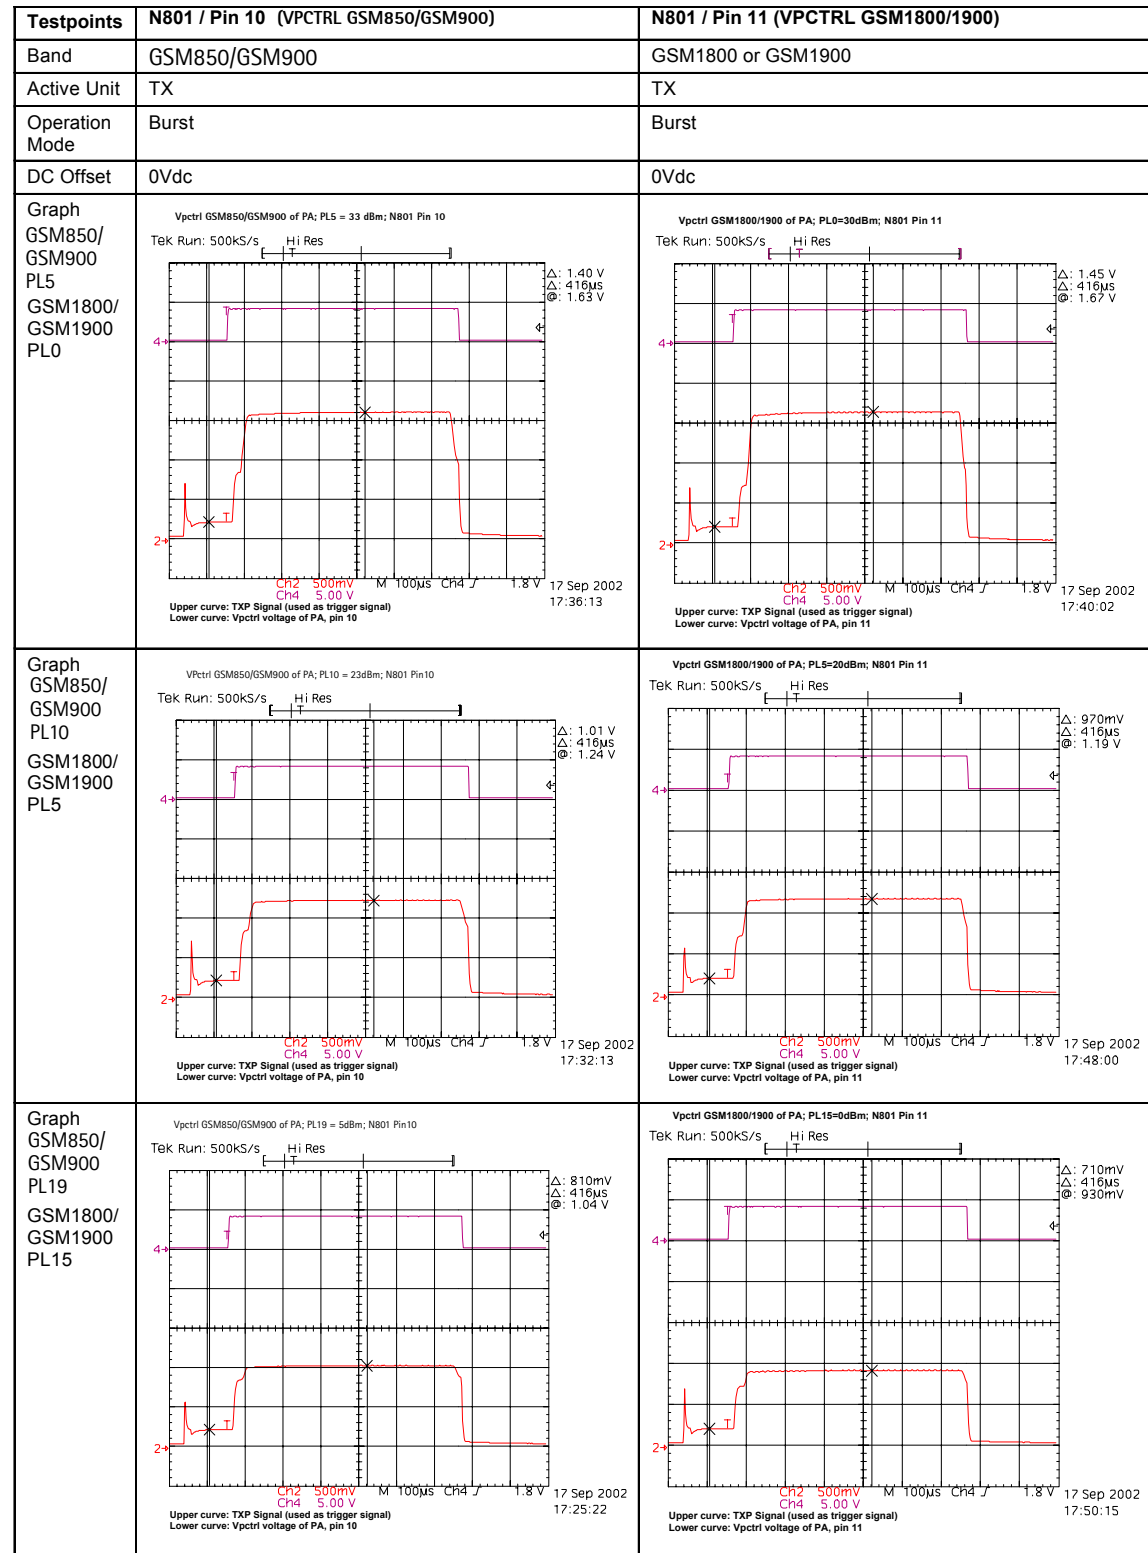 Testpoints N801 / Pin 10 (VPCTRL GSM850/GSM900) N801 / Pin 11 (VPCTRL GSM1800/1900)
Band GSM850/GSM900 GSM1800 or GSM1900
Active Unit TX TX
Operation Mode Burst Burst
DC Offset 0Vdc 0Vdc
Graph
GSM850/
GSM900
PL5
GSM1800/
GSM1900
PL0
Vpctrl GSM850/GSM900 of PA; PL5 = 33 dBm; N801 Pin 10
Tek Run: 500kS/s Hi Res
T
Δ: 1.40 V
Δ: 416µs
@: 1.63 V
T
4
T
2
Ch2 500mV M 100µs Ch4 1.8 V
Ch4 5.00 V
17 Sep 2002
17:36:13
Upper curve: TXP Signal (used as trigger signal)
Lower curve: Vpctrl voltage of PA, pin 10
Vpctrl GSM1800/1900 of PA; PL0=30dBm; N801 Pin 11
Tek Run: 500kS/s Hi Res
T
Δ: 1.45 V
Δ: 416µs
@: 1.67 V
T
4
T
2
Ch2 500mV M 100µs Ch4 1.8 V
Ch4 5.00 V
17 Sep 2002
17:40:02
Upper curve: TXP Signal (used as trigger signal)
Lower curve: Vpctrl voltage of PA, pin 11
Graph
GSM850/
GSM900
PL10
GSM1800/
GSM1900
PL5
VPctrl GSM850/GSM900 of PA; PL10 = 23dBm; N801 Pin10
Tek Run: 500kS/s Hi Res
T
Δ: 1.01 V
Δ: 416µs
@: 1.24 V
T
4
T
2
Ch2 500mV M 100µs Ch4 1.8 V
Ch4 5.00 V
17 Sep 2002
17:32:13
Upper curve: TXP Signal (used as trigger signal)
Lower curve: Vpctrl voltage of PA, pin 10
Vpctrl GSM1800/1900 of PA; PL5=20dBm; N801 Pin 11
Tek Run: 500kS/s Hi Res
T
Δ: 970mV
Δ: 416µs
@: 1.19 V
T
4
T
2
Ch2 500mV M 100µs Ch4 1.8 V
Ch4 5.00 V
17 Sep 2002
17:48:00
Upper curve: TXP Signal (used as trigger signal)
Lower curve: Vpctrl voltage of PA, pin 11
Graph
GSM850/
GSM900
PL19
GSM1800/
GSM1900
PL15
Vpctrl GSM850/GSM900 of PA; PL19 = 5dBm; N801 Pin10
Tek Run: 500kS/s Hi Res
T
Δ: 810mV
Δ: 416µs
@: 1.04 V
T
4
T
2
Ch2 500mV M 100µs Ch4 1.8 V
Ch4 5.00 V
17 Sep 2002
17:25:22
Upper curve: TXP Signal (used as trigger signal)
Lower curve: Vpctrl voltage of PA, pin 10
Vpctrl GSM1800/1900 of PA; PL15=0dBm; N801 Pin 11
Tek Run: 500kS/s Hi Res
T
Δ: 710mV
Δ: 416µs
@: 930mV
T
4
T
2
Ch2 500mV M 100µs Ch4 1.8 V
Ch4 5.00 V
17 Sep 2002
17:50:15
Upper curve: TXP Signal (used as trigger signal)
Lower curve: Vpctrl voltage of PA, pin 11